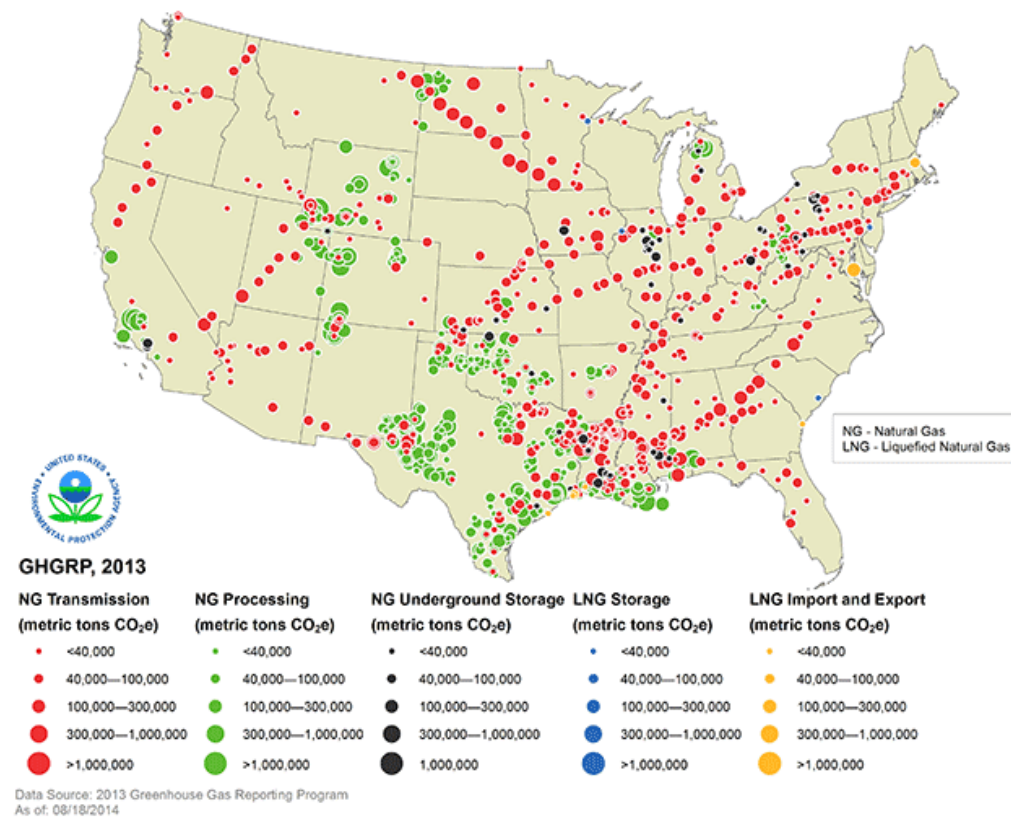 NG - Natural Gas
LNG - Liquefied Natural Gas
UNITED STATES
ENVIRONMENTAL PROTECTION AGENCY
GHGRP, 2013
NG Transmission
(metric tons CO₂e)
<40,000
40,000—100,000
100,000—300,000
300,000—1,000,000
>1,000,000
NG Processing
(metric tons CO₂e)
<40,000
40,000—100,000
100,000—300,000
300,000—1,000,000
>1,000,000
NG Underground Storage
(metric tons CO₂e)
<40,000
40,000—100,000
100,000—300,000
300,000—1,000,000
1,000,000
LNG Storage
(metric tons CO₂e)
<40,000
40,000—100,000
100,000—300,000
300,000—1,000,000
>1,000,000
LNG Import and Export
(metric tons CO₂e)
<40,000
40,000—100,000
100,000—300,000
300,000—1,000,000
>1,000,000
Data Source: 2013 Greenhouse Gas Reporting Program
As of: 08/18/2014